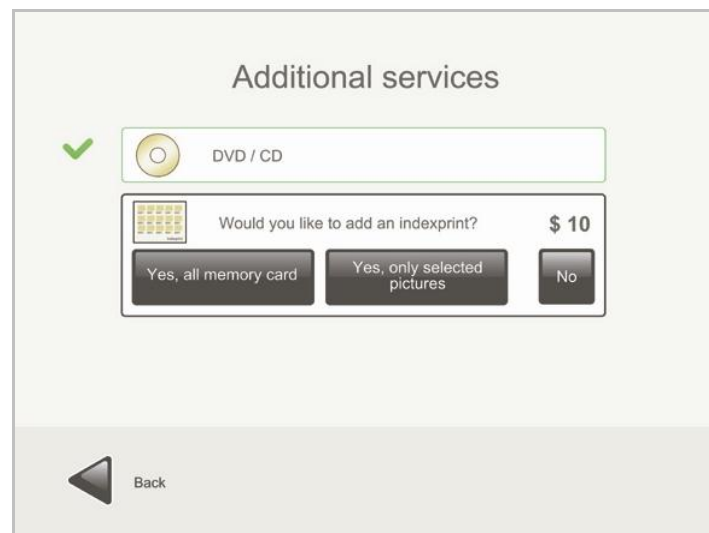 Additional services
DVD / CD
Would you like to add an indexprint?
$ 10
Yes, all memory card
Yes, only selected
pictures
No
Back